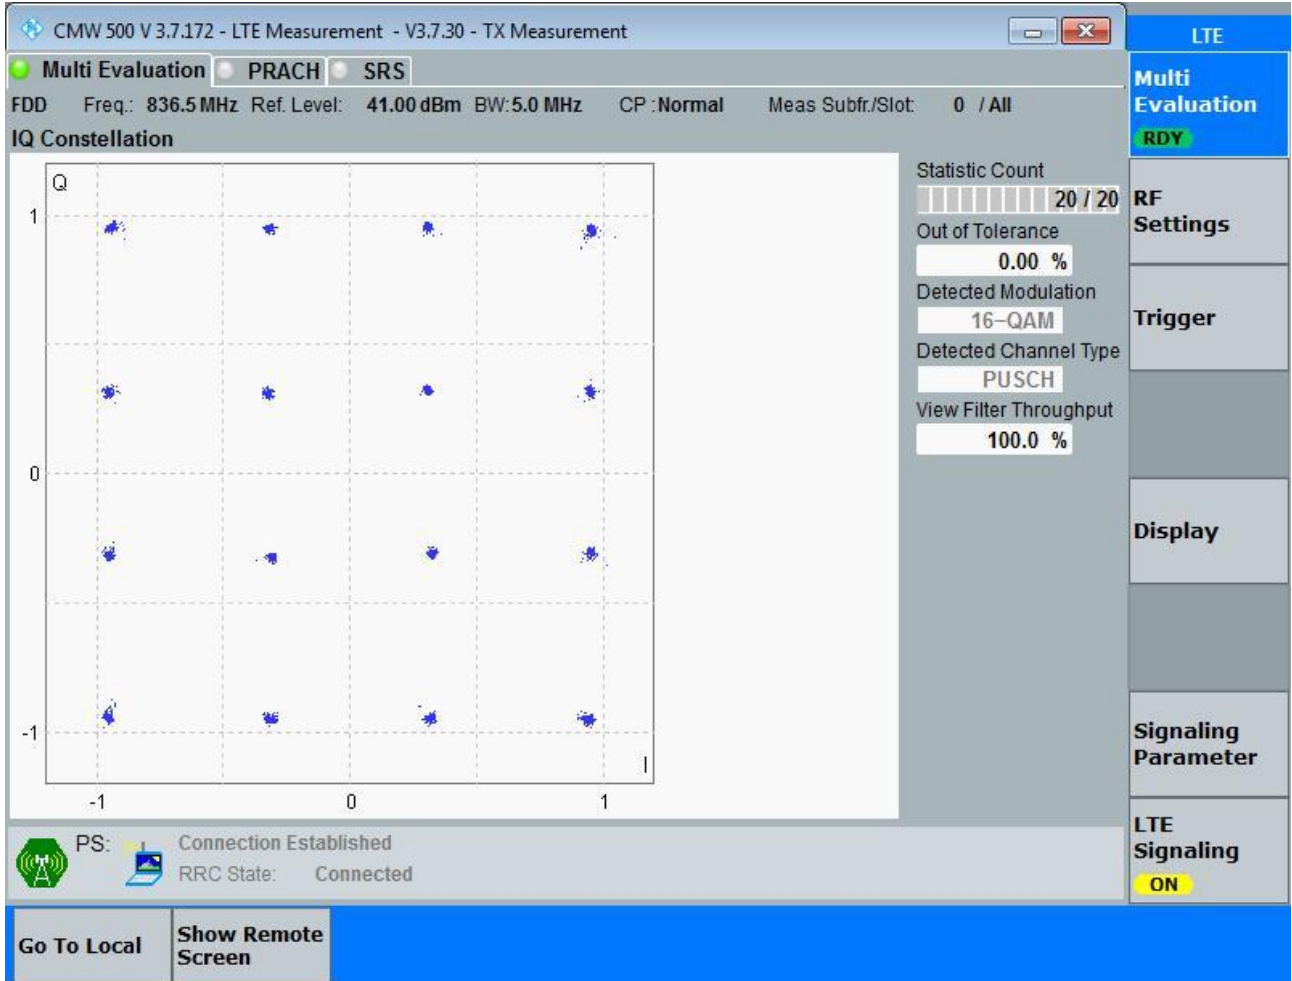 CMW 500 V 3.7.172 - LTE Measurement - V3.7.30 - TX Measurement
LTE
Multi Evaluation PRACH SRS
FDD Freq.: 836.5 MHz Ref. Level: 41.00 dBm BW: 5.0 MHz CP : Normal Meas Subfr./Slot: 0 / All
IQ Constellation
Q
1
0
-1
I
-1 0 1
Statistic Count
20 / 20
Out of Tolerance
0.00 %
Detected Modulation
16-QAM
Detected Channel Type
PUSCH
View Filter Throughput
100.0 %
Multi
Evaluation
RDY
RF
Settings
Trigger
Display
Signaling
Parameter
LTE
Signaling
ON
PS: Connection Established
RRC State: Connected
Go To Local
Show Remote
Screen